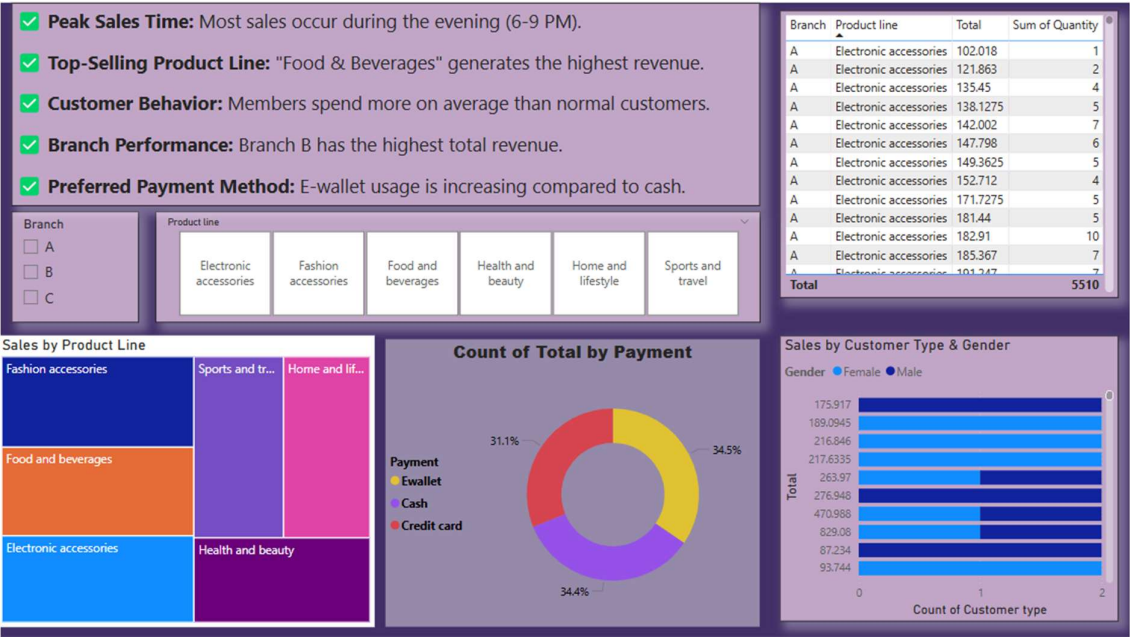 ✅ Peak Sales Time: Most sales occur during the evening (6-9 PM).
✅ Top-Selling Product Line: "Food & Beverages" generates the highest revenue.
✅ Customer Behavior: Members spend more on average than normal customers.
✅ Branch Performance: Branch B has the highest total revenue.
✅ Preferred Payment Method: E-wallet usage is increasing compared to cash.
Branch Product line Total Sum of Quantity
A Electronic accessories 102.018 1
A Electronic accessories 121.863 2
A Electronic accessories 135.45 4
A Electronic accessories 138.1275 5
A Electronic accessories 142.002 7
A Electronic accessories 147.798 6
A Electronic accessories 149.3625 5
A Electronic accessories 152.712 4
A Electronic accessories 171.7275 5
A Electronic accessories 181.44 5
A Electronic accessories 182.91 10
A Electronic accessories 185.367 7
A Electronic accessories 191.247 7
Total 5510
Branch
A
B
C
Product line
Electronic accessories
Fashion accessories
Food and beverages
Health and beauty
Home and lifestyle
Sports and travel
Sales by Product Line
Fashion accessories
Sports and tr...
Home and lif...
Food and beverages
Electronic accessories
Health and beauty
Count of Total by Payment
31.1%
34.5%
34.4%
Payment
Ewallet
Cash
Credit card
Sales by Customer Type & Gender
Gender Female Male
Total
175.917
189.0945
216.846
217.6335
263.97
276.948
470.988
829.08
87.234
93.744
0 1 2
Count of Customer type